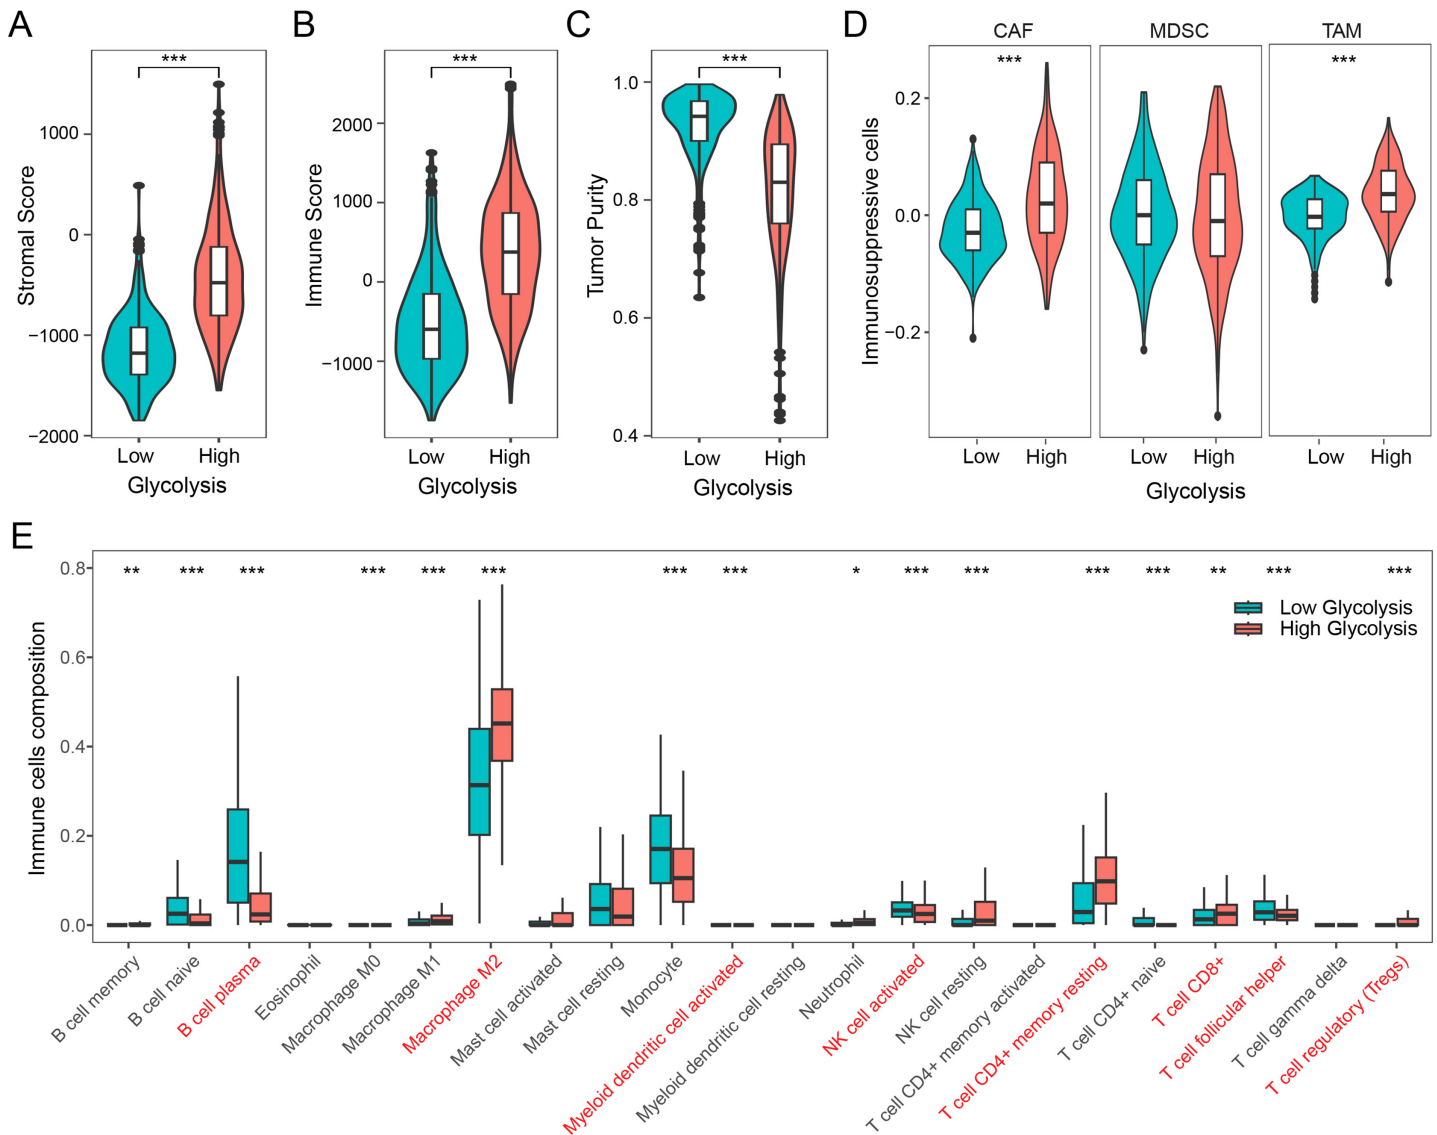 A
***
Stromal Score
1000
0
−1000
−2000
Low High
Glycolysis
B
***
Immune Score
2000
1000
0
−1000
Low High
Glycolysis
C
***
Tumor Purity
1.0
0.8
0.6
0.4
Low High
Glycolysis
D
CAF MDSC TAM
*** ***
Immunosuppressive cells
0.2
0.0
−0.2
Low High Low High Low High
Glycolysis
E
Immune cells composition
0.8
0.6
0.4
0.2
0.0
** *** *** *** *** *** *** *** * *** *** *** *** ** *** ***
Low Glycolysis
High Glycolysis
B cell memory
B cell naive
B cell plasma
Eosinophil
Macrophage M0
Macrophage M1
Macrophage M2
Mast cell activated
Mast cell resting
Monocyte
Myeloid dendritic cell activated
Myeloid dendritic cell resting
Neutrophil
NK cell activated
NK cell resting
T cell CD4+ memory activated
T cell CD4+ memory resting
T cell CD4+ naive
T cell CD8+
T cell follicular helper
T cell gamma delta
T cell regulatory (Tregs)